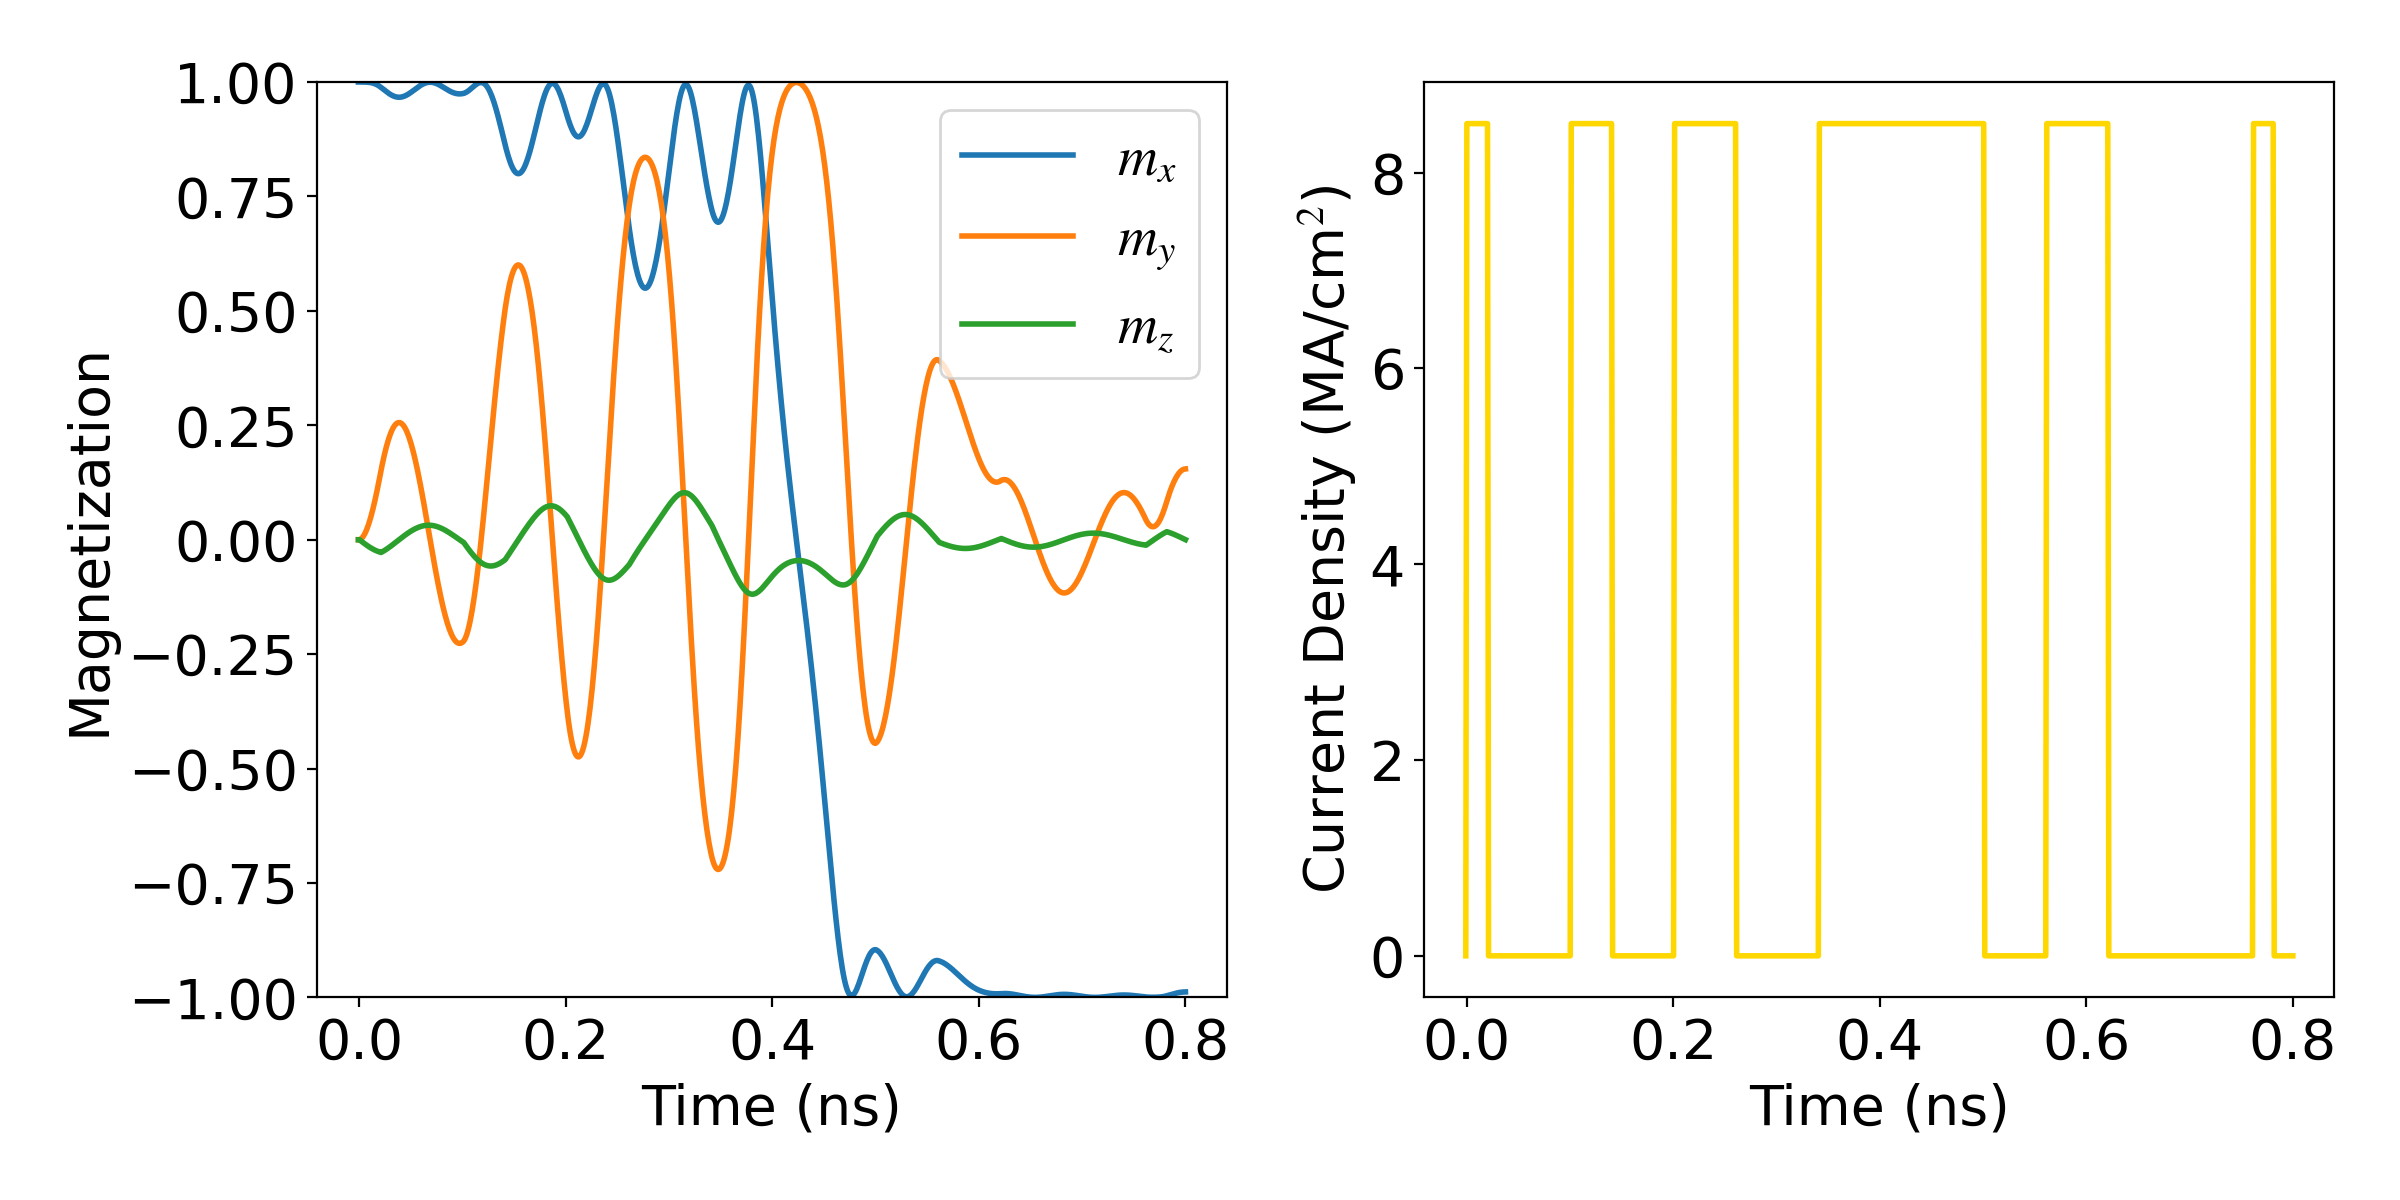 Magnetization
1.00
0.75
0.50
0.25
0.00
−0.25
−0.50
−0.75
−1.00
0.0 0.2 0.4 0.6 0.8
Time (ns)
m_x
m_y
m_z
Current Density (MA/cm²)
8
6
4
2
0
0.0 0.2 0.4 0.6 0.8
Time (ns)